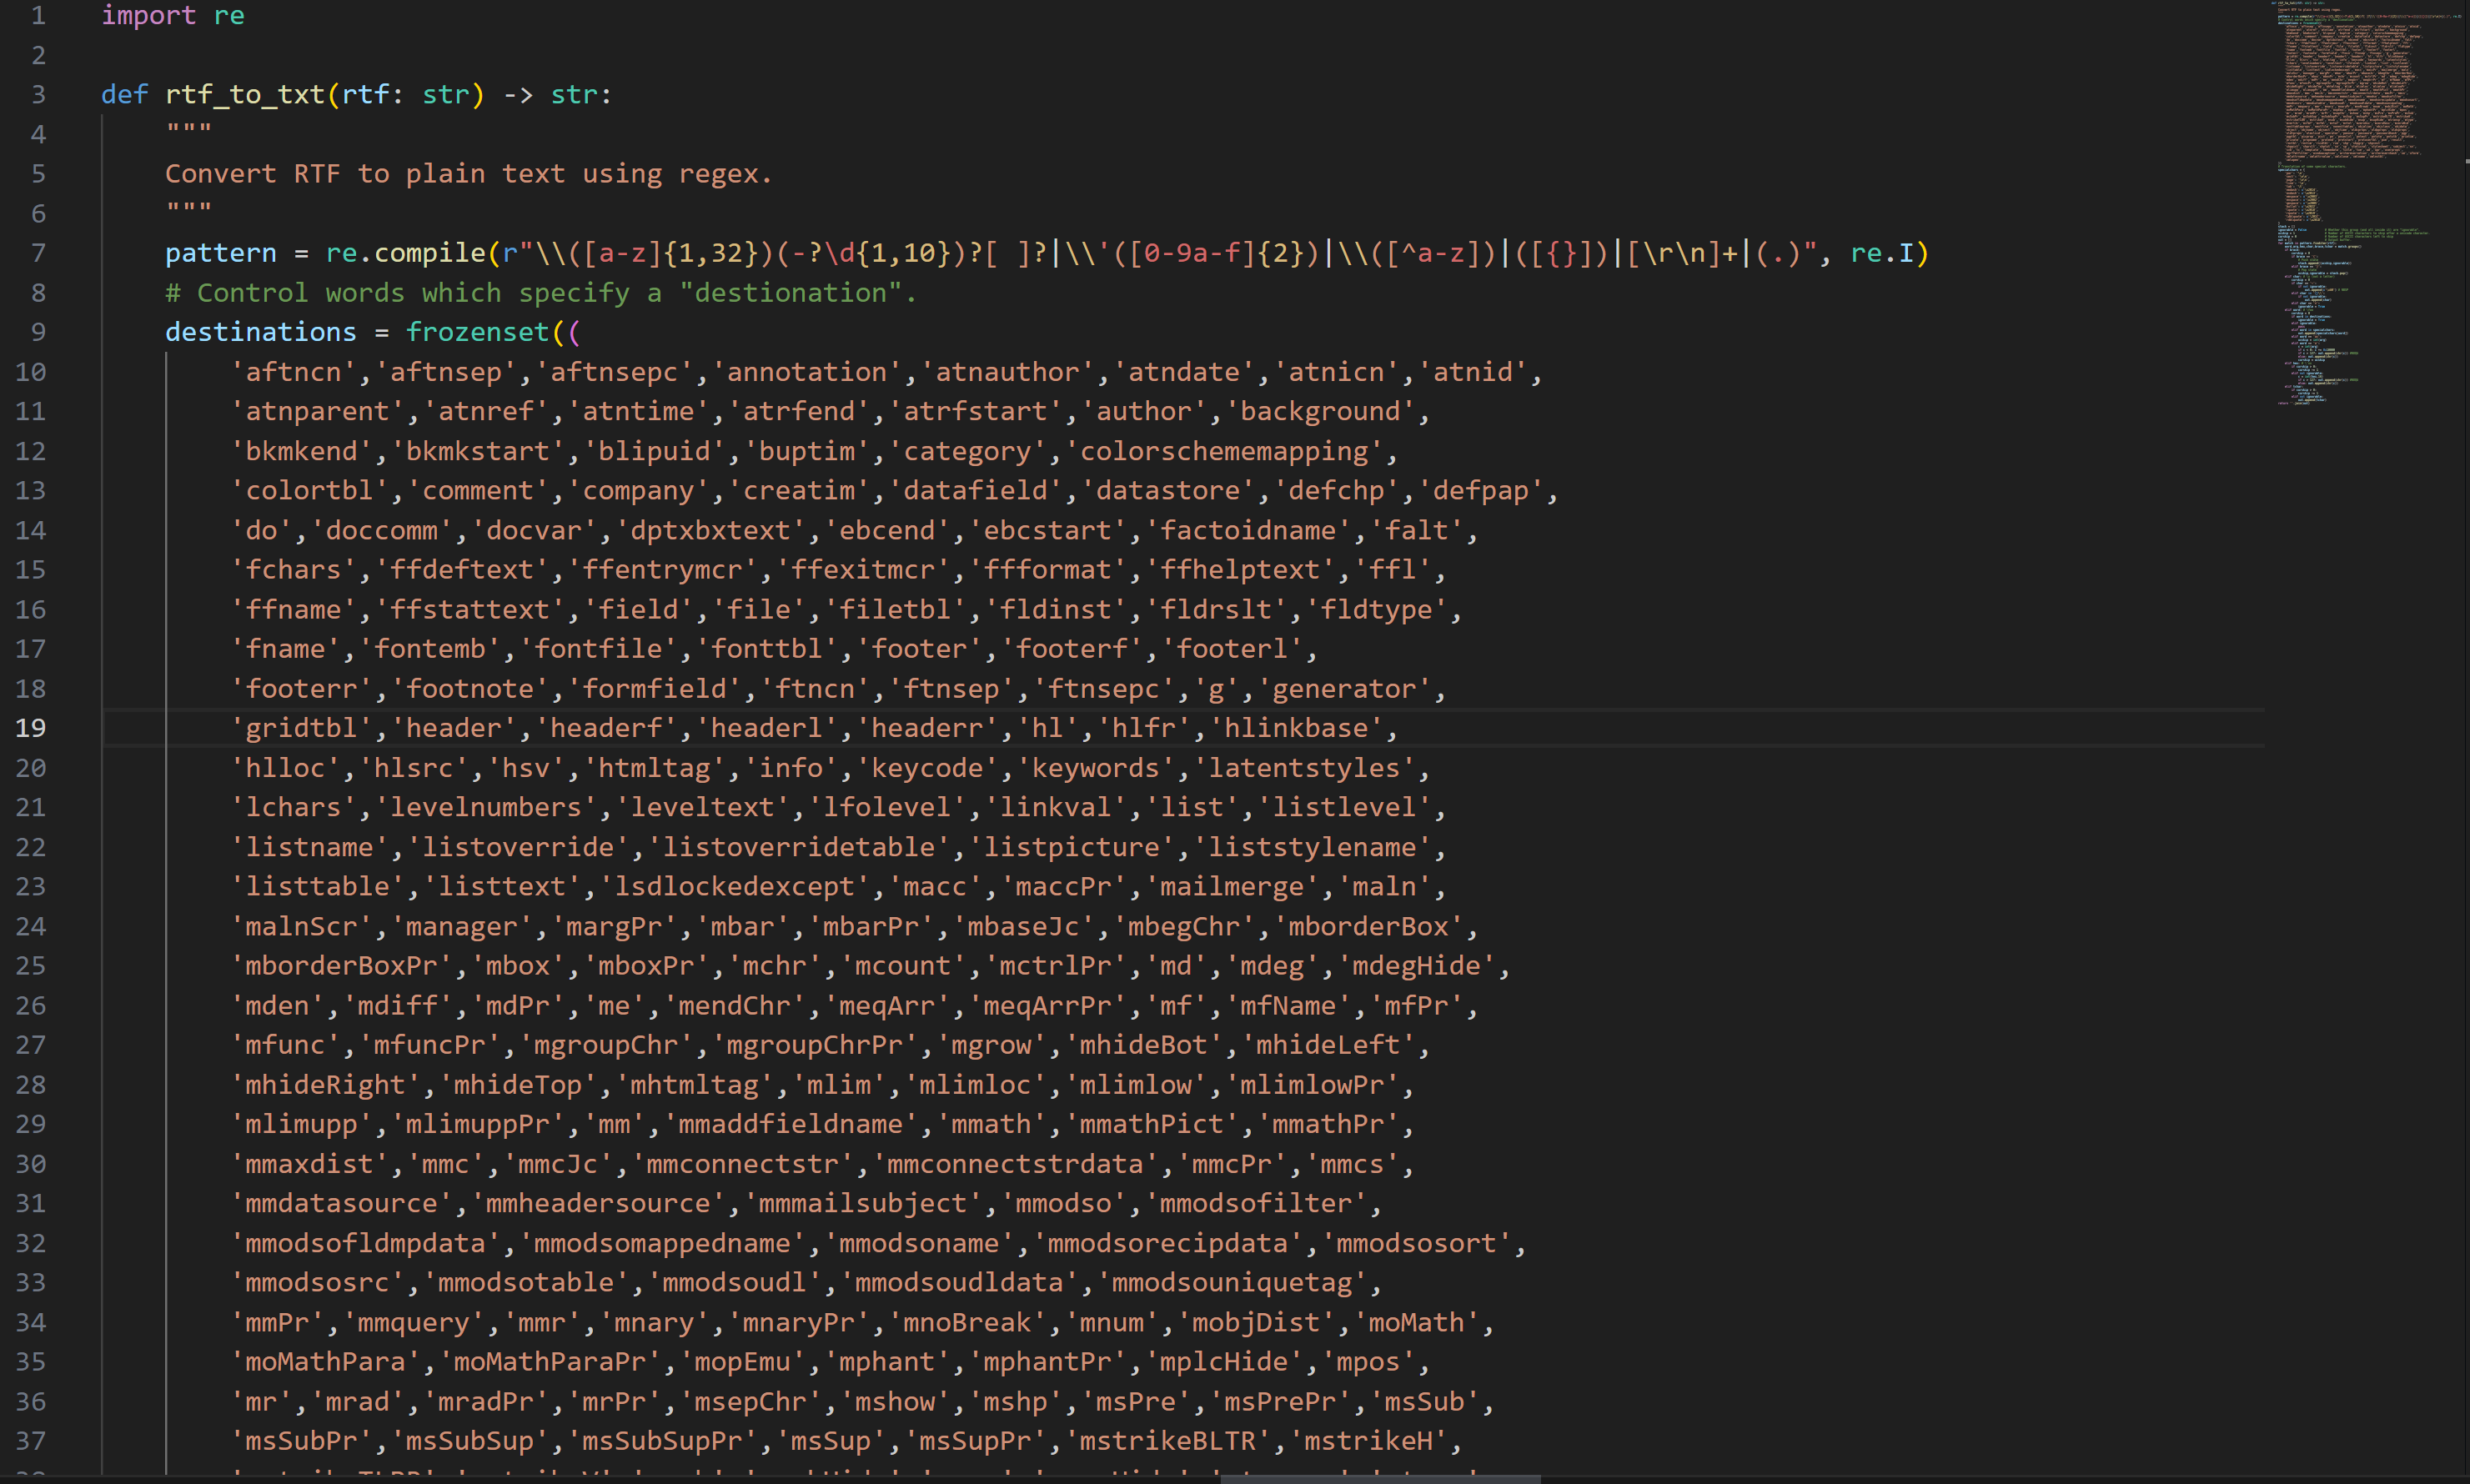 1 import re
2
3 def rtf_to_txt(rtf: str) -> str:
4 """
5 Convert RTF to plain text using regex.
6 """
7 pattern = re.compile(r"\\([a-z]{1,32})(-?\d{1,10})?[ ]?|\\'([0-9a-f]{2})|\\([^a-z])|([{}])|[\r\n]+|(.)", re.I)
8 # Control words which specify a "destionation".
9 destinations = frozenset((
10 'aftncn','aftnsep','aftnsepc','annotation','atnauthor','atndate','atnicn','atnid',
11 'atnparent','atnref','atntime','atrfend','atrfstart','author','background',
12 'bkmkend','bkmkstart','blipuid','buptim','category','colorschememapping',
13 'colortbl','comment','company','creatim','datafield','datastore','defchp','defpap',
14 'do','doccomm','docvar','dptxbxtext','ebcend','ebcstart','factoidname','falt',
15 'fchars','ffdeftext','ffentrymcr','ffexitmcr','ffformat','ffhelptext','ffl',
16 'ffname','ffstattext','field','file','filetbl','fldinst','fldrslt','fldtype',
17 'fname','fontemb','fontfile','fonttbl','footer','footerf','footerl',
18 'footerr','footnote','formfield','ftncn','ftnsep','ftnsepc','g','generator',
19 'gridtbl','header','headerf','headerl','headerr','hl','hlfr','hlinkbase',
20 'hlloc','hlsrc','hsv','htmltag','info','keycode','keywords','latentstyles',
21 'lchars','levelnumbers','leveltext','lfolevel','linkval','list','listlevel',
22 'listname','listoverride','listoverridetable','listpicture','liststylename',
23 'listtable','listtext','lsdlockedexcept','macc','maccPr','mailmerge','maln',
24 'malnScr','manager','margPr','mbar','mbarPr','mbaseJc','mbegChr','mborderBox',
25 'mborderBoxPr','mbox','mboxPr','mchr','mcount','mctrlPr','md','mdeg','mdegHide',
26 'mden','mdiff','mdPr','me','mendChr','meqArr','meqArrPr','mf','mfName','mfPr',
27 'mfunc','mfuncPr','mgroupChr','mgroupChrPr','mgrow','mhideBot','mhideLeft',
28 'mhideRight','mhideTop','mhtmltag','mlim','mlimloc','mlimlow','mlimlowPr',
29 'mlimupp','mlimuppPr','mm','mmaddfieldname','mmath','mmathPict','mmathPr',
30 'mmaxdist','mmc','mmcJc','mmconnectstr','mmconnectstrdata','mmcPr','mmcs',
31 'mmdatasource','mmheadersource','mmmailsubject','mmodso','mmodsofilter',
32 'mmodsofldmpdata','mmodsomappedname','mmodsoname','mmodsorecipdata','mmodsosort',
33 'mmodsosrc','mmodsotable','mmodsoudl','mmodsoudldata','mmodsouniquetag',
34 'mmPr','mmquery','mmr','mnary','mnaryPr','mnoBreak','mnum','mobjDist','moMath',
35 'moMathPara','moMathParaPr','mopEmu','mphant','mphantPr','mplcHide','mpos',
36 'mr','mrad','mradPr','mrPr','msepChr','mshow','mshp','msPre','msPrePr','msSub',
37 'msSubPr','msSubSup','msSubSupPr','msSup','msSupPr','mstrikeBLTR','mstrikeH',